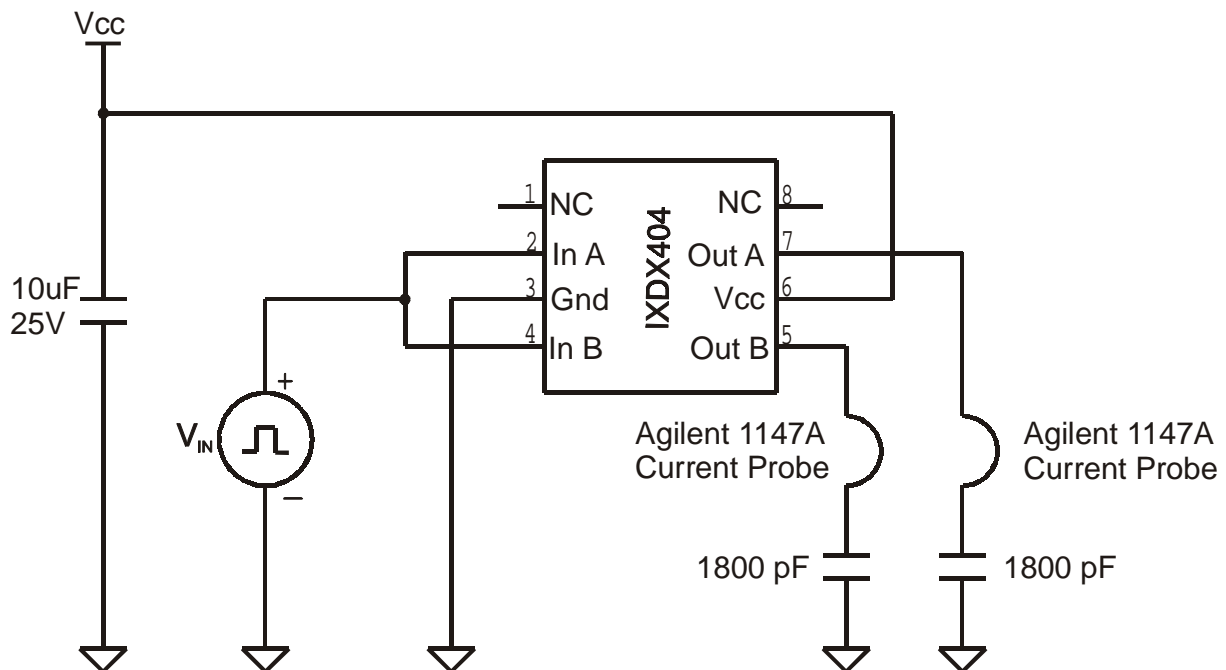 Vcc
1
NC
NC
8
2
In A
Out A
7
10uF
25V
3
Gnd
IXDX404
Vcc
6
4
In B
Out B
5
+
VIN
−
Agilent 1147A
Current Probe
Agilent 1147A
Current Probe
1800 pF
1800 pF